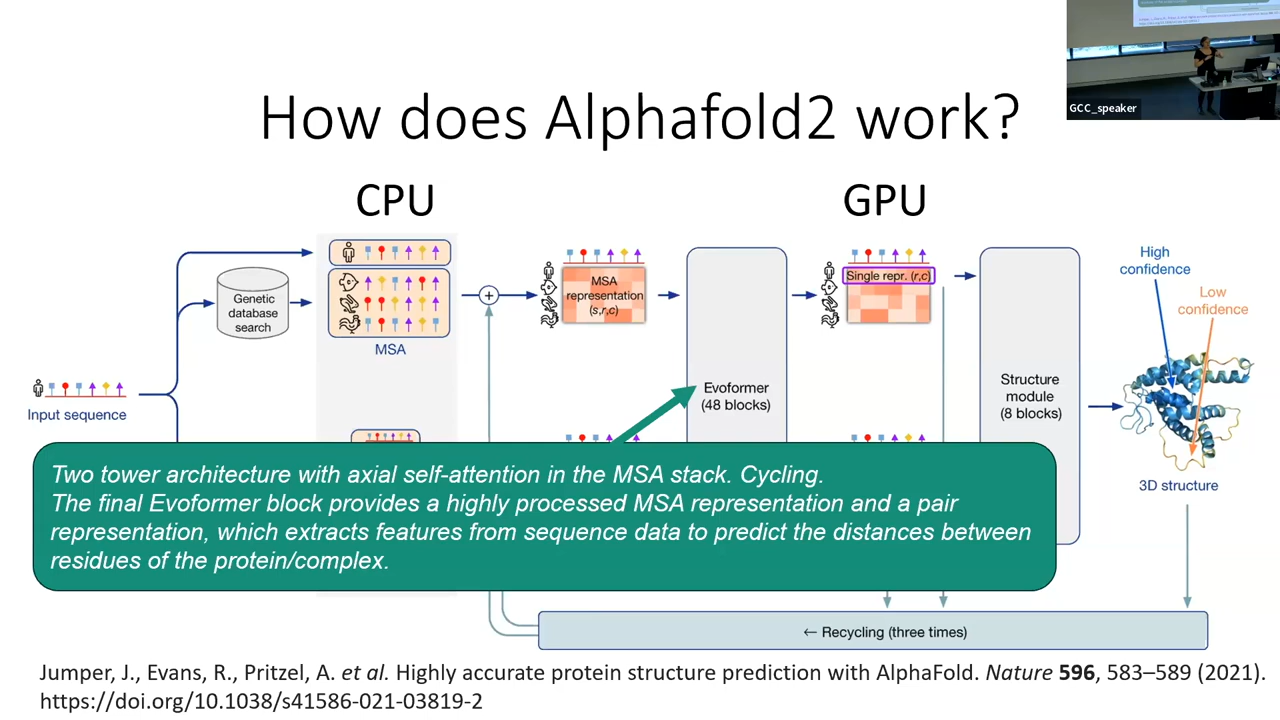 GCC_speaker
How does Alphafold2 work?
CPU
GPU
Genetic
database
search
MSA
Input sequence
+
MSA
representation
(s,r,c)
Evoformer
(48 blocks)
Single repr. (r,c)
Structure
module
(8 blocks)
High
confidence
Low
confidence
3D structure
Two tower architecture with axial self-attention in the MSA stack. Cycling.
The final Evoformer block provides a highly processed MSA representation and a pair
representation, which extracts features from sequence data to predict the distances between
residues of the protein/complex.
← Recycling (three times)
Jumper, J., Evans, R., Pritzel, A. et al. Highly accurate protein structure prediction with AlphaFold. Nature 596, 583–589 (2021).
https://doi.org/10.1038/s41586-021-03819-2